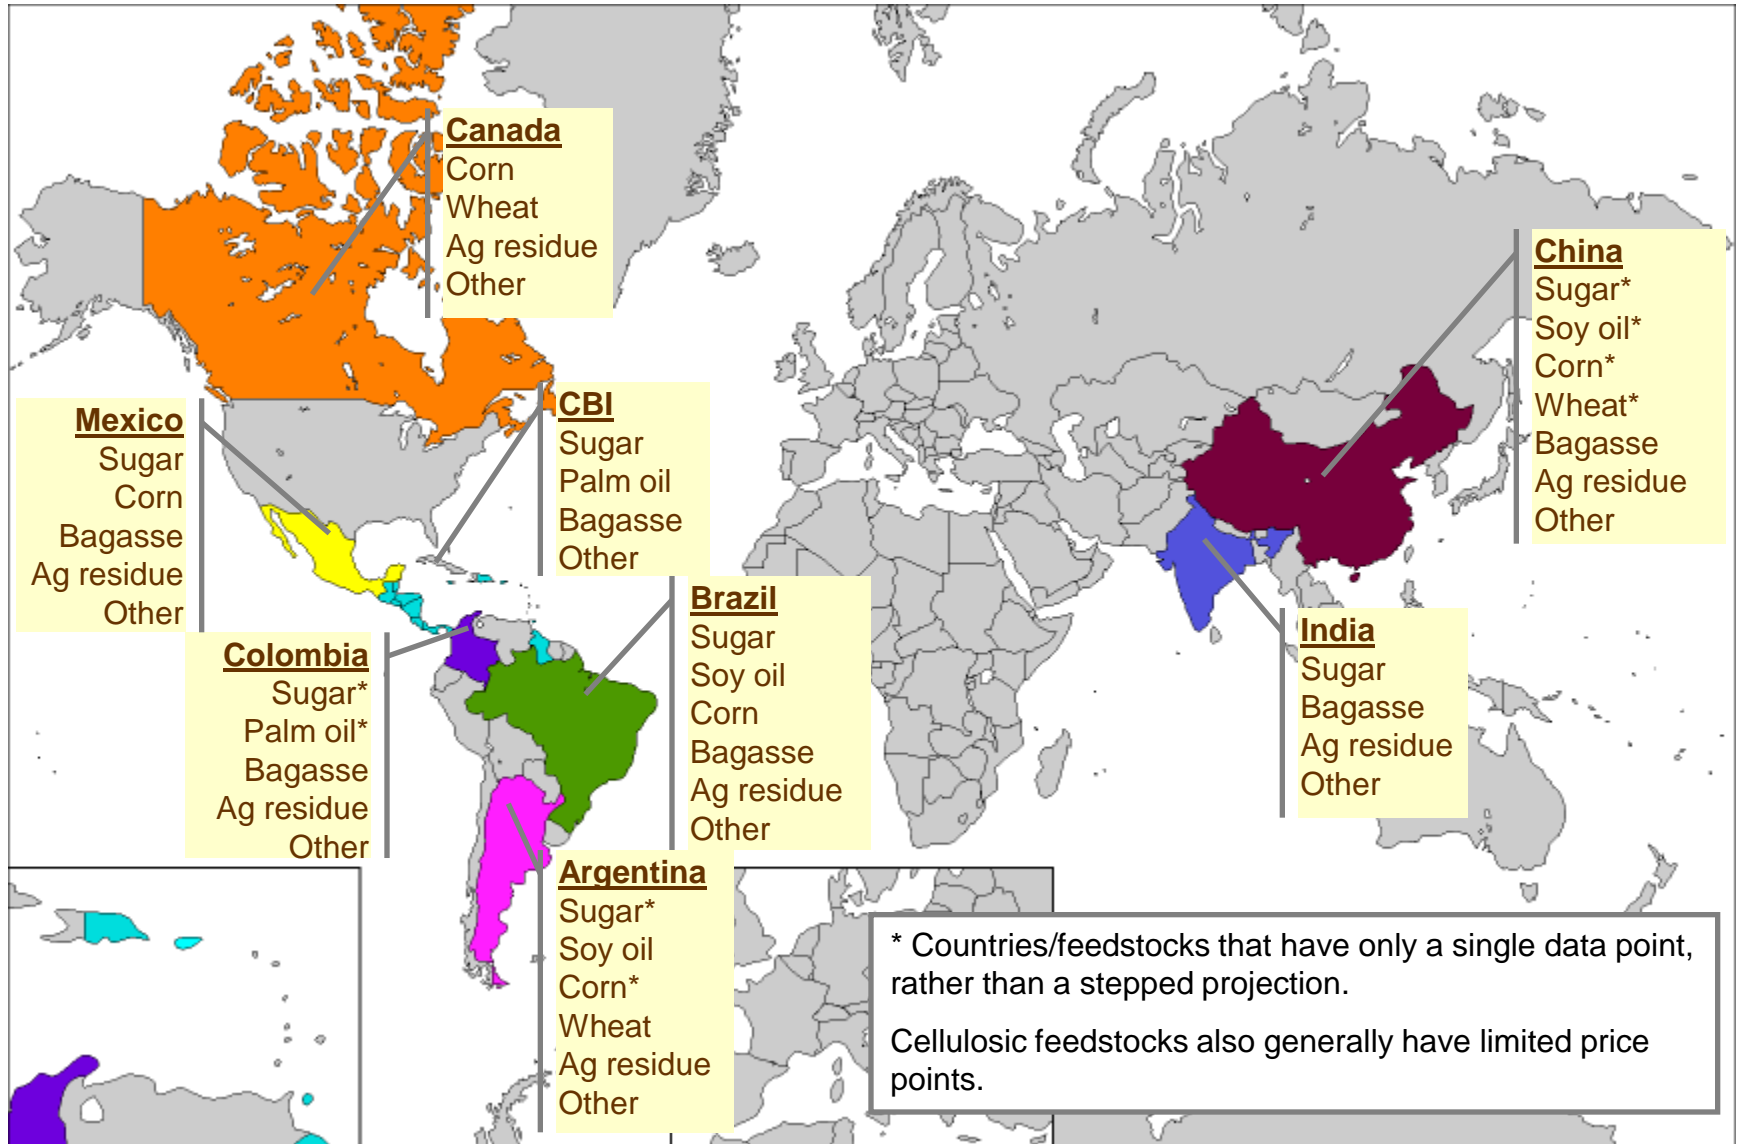 Canada
Corn
Wheat
Ag residue
Other
China
Sugar*
Soy oil*
Corn*
Wheat*
Bagasse
Ag residue
Other
Mexico
Sugar
Corn
Bagasse
Ag residue
Other
CBI
Sugar
Palm oil
Bagasse
Other
Brazil
Sugar
Soy oil
Corn
Bagasse
Ag residue
Other
India
Sugar
Bagasse
Ag residue
Other
Colombia
Sugar*
Palm oil*
Bagasse
Ag residue
Other
Argentina
Sugar*
Soy oil
Corn*
Wheat
Ag residue
Other
* Countries/feedstocks that have only a single data point,
rather than a stepped projection.
Cellulosic feedstocks also generally have limited price
points.